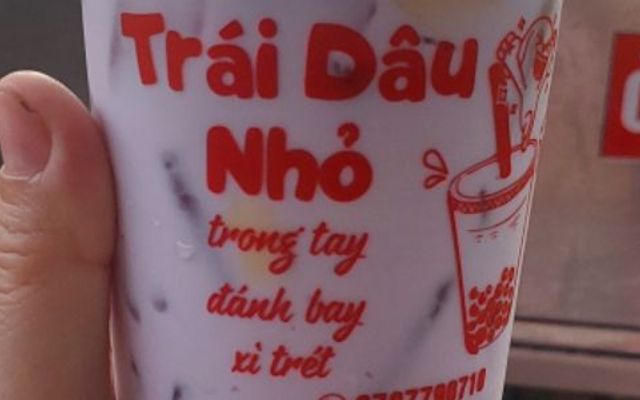 Trái Dâu
Nhỏ
trong tay
đánh bay
xì trét